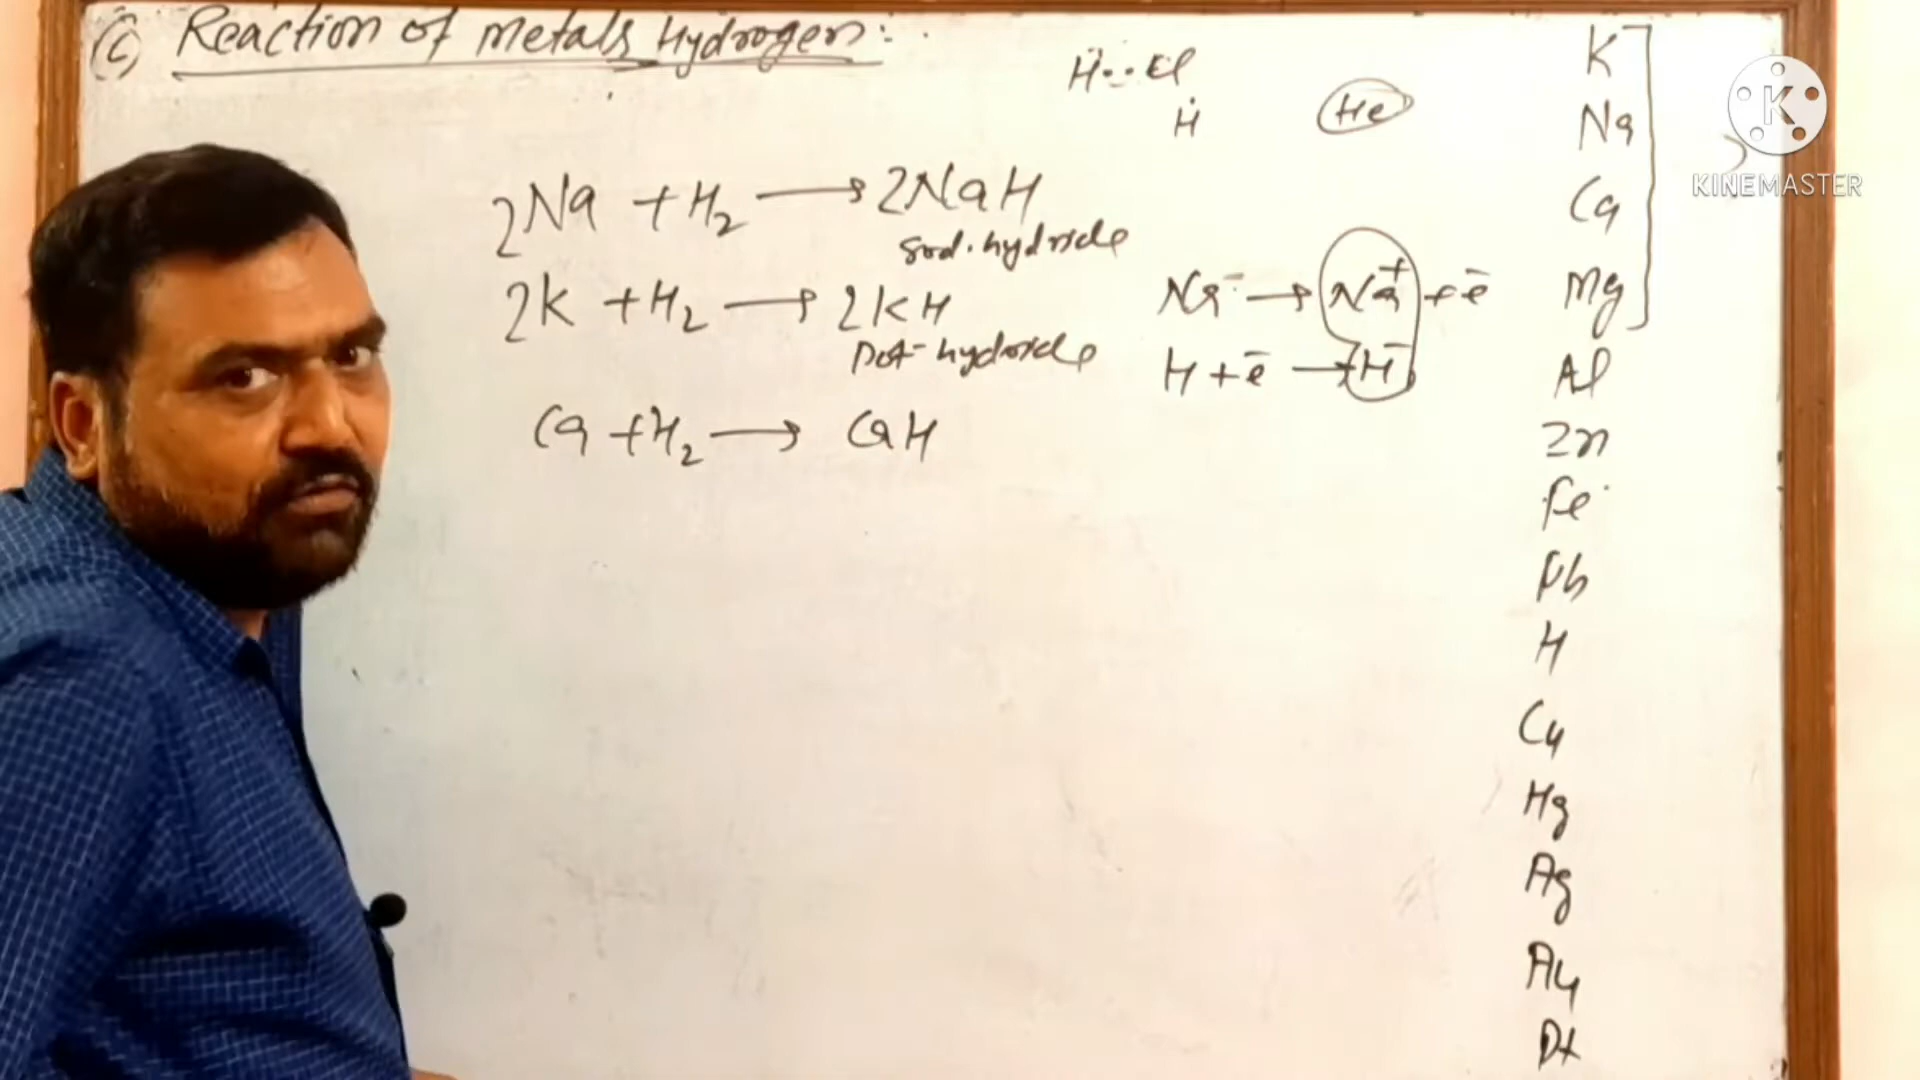 (C) Reaction of metals Hydrogen:-
H : Cl
H
He
2Na + H2 → 2NaH
Sod. hydride
2K + H2 → 2KH
Pot- hydride
Ca + H2 → CaH
Na → Na+ + e-
H + e- → H-
K
Na
Ca
Mg
Al
Zn
Fe
Pb
H
Cu
Hg
Ag
Au
Pt
K
KINEMASTER